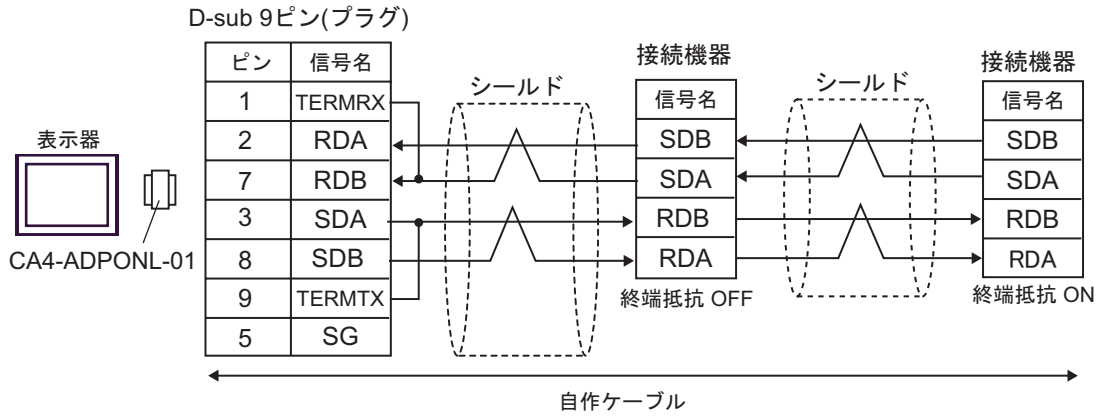 D-sub 9ピン(プラグ)
ピン 信号名
1 TERMRX
2 RDA
7 RDB
3 SDA
8 SDB
9 TERMTX
5 SG
表示器
CA4-ADPONL-01
シールド
接続機器
信号名
SDB
SDA
RDB
RDA
終端抵抗 OFF
シールド
接続機器
信号名
SDB
SDA
RDB
RDA
終端抵抗 ON
自作ケーブル